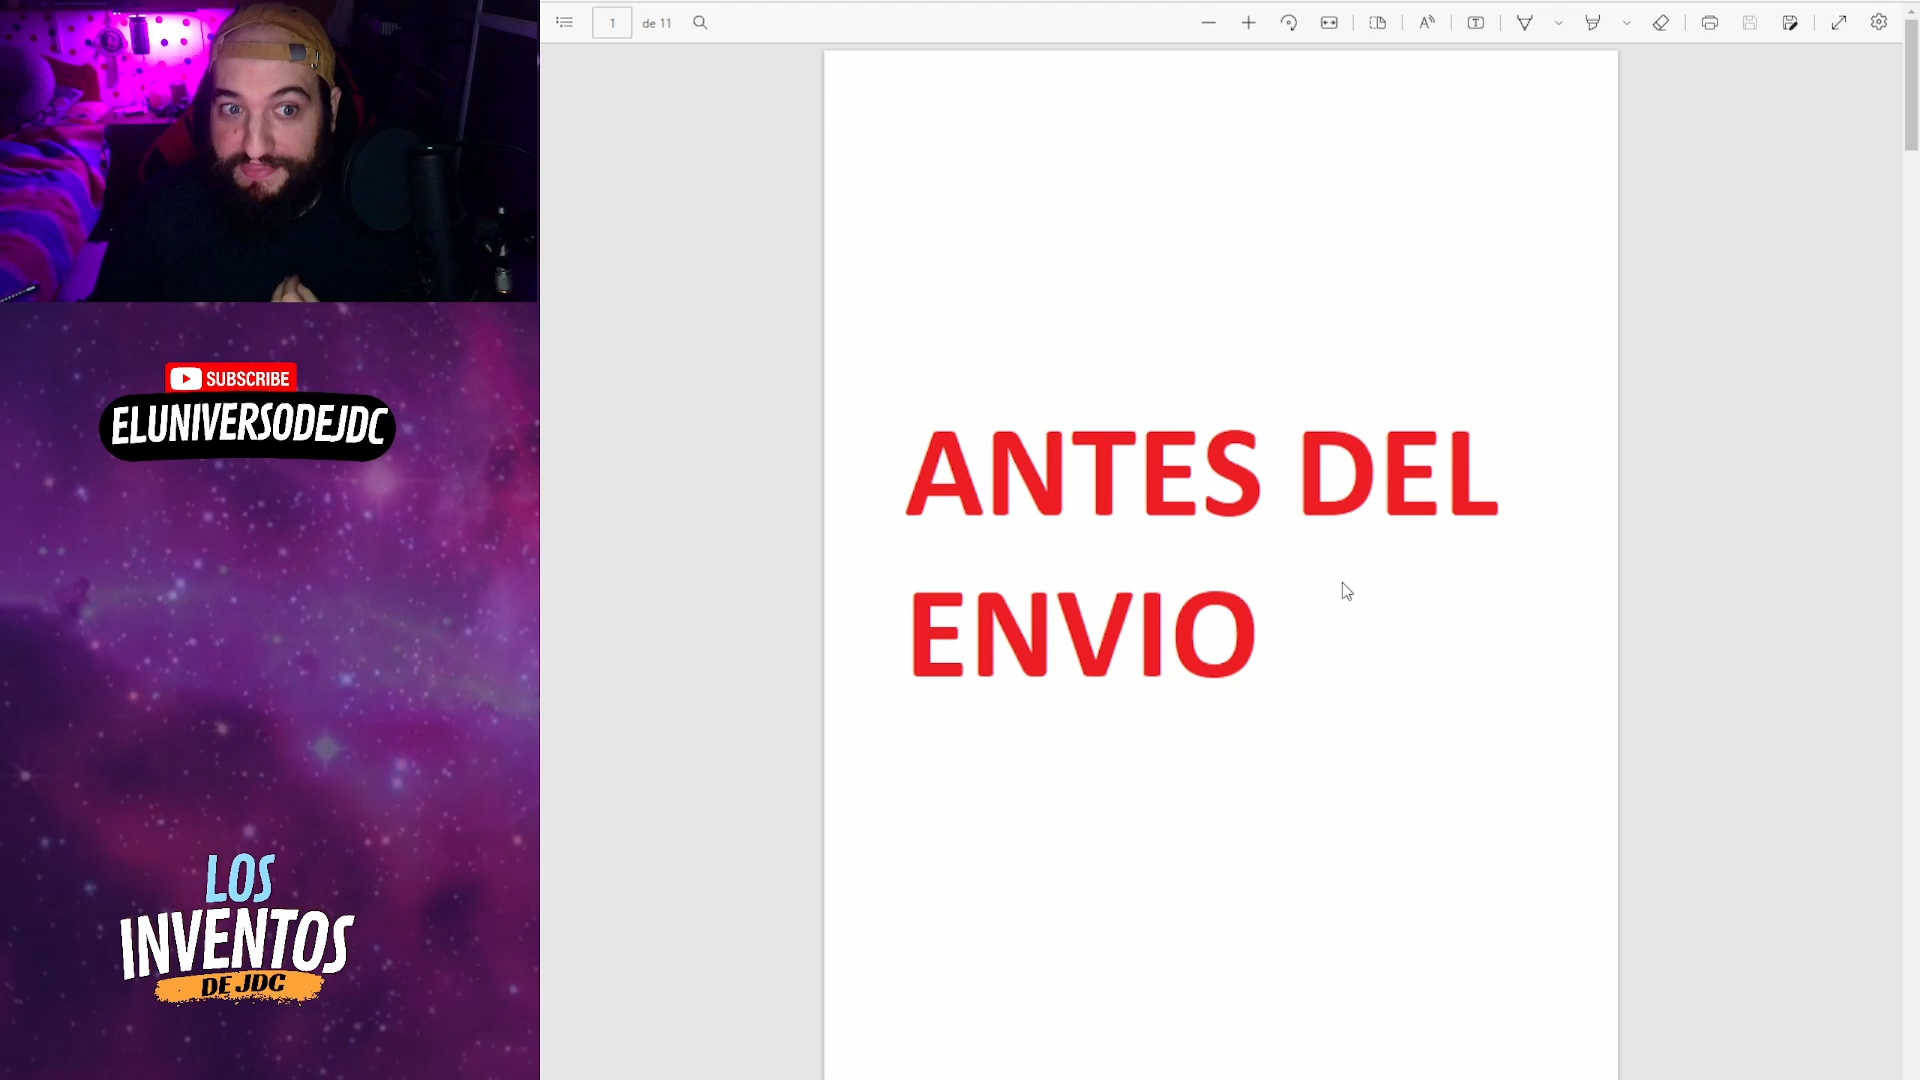 1 de 11
SUBSCRIBE
ELUNIVERSODEJDC
LOS
INVENTOS
DE JDC
ANTES DEL
ENVIO